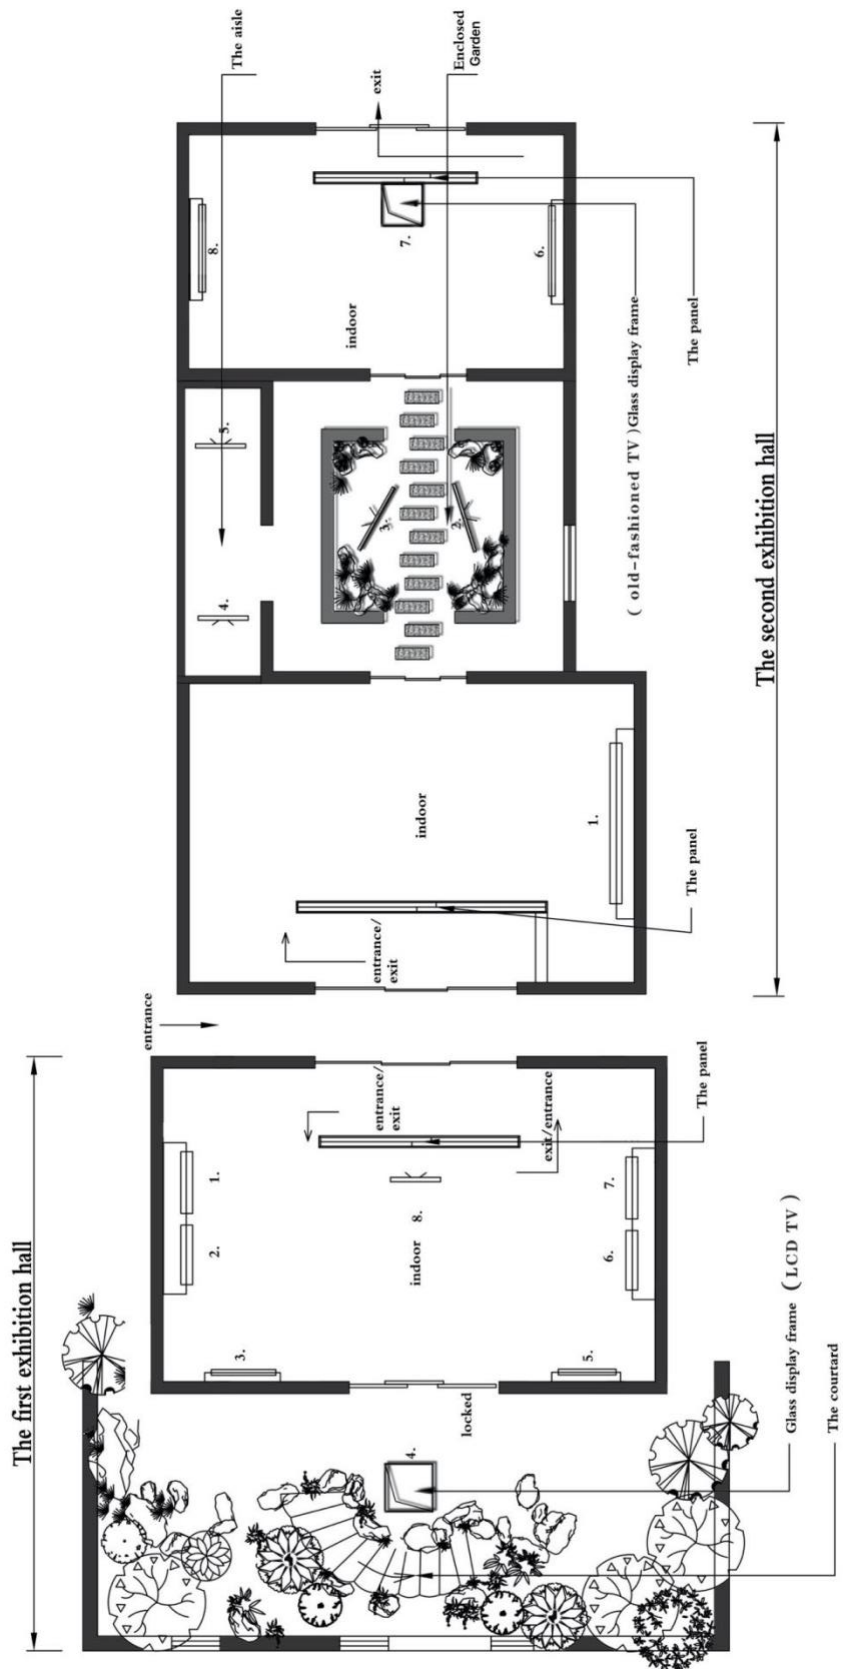 The first exhibition hall
The second exhibition hall
entrance
The aisle
Enclosed
Garden
exit
8.
7.
6.
indoor
5.
4.
3.
2.
( old-fashioned TV )Glass display frame
The panel
indoor
1.
The panel
entrance/
exit
entrance/
exit
exit/entrance
The panel
1.
2.
3.
8.
indoor
7.
6.
5.
locked
4.
Glass display frame ( LCD TV )
The courtard